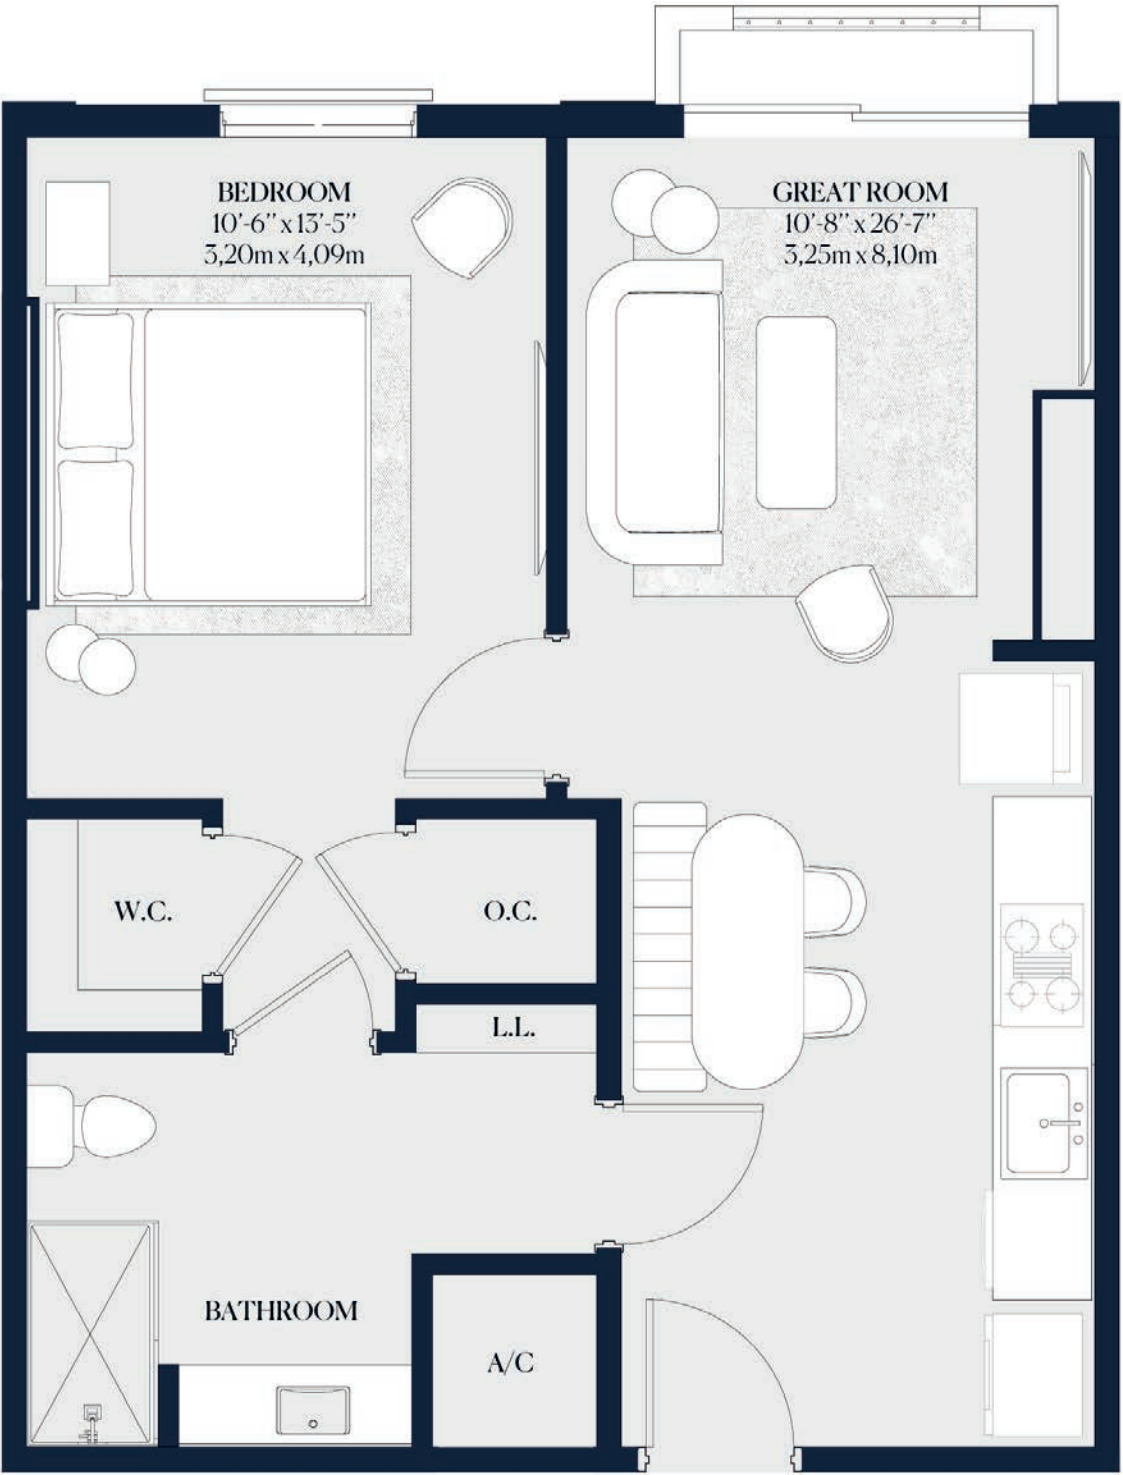 BEDROOM
10'-6" x 13'-5"
3,20m x 4,09m
GREAT ROOM
10'-8" x 26'-7"
3,25m x 8,10m
W.C.
O.C.
L.L.
BATHROOM
A/C